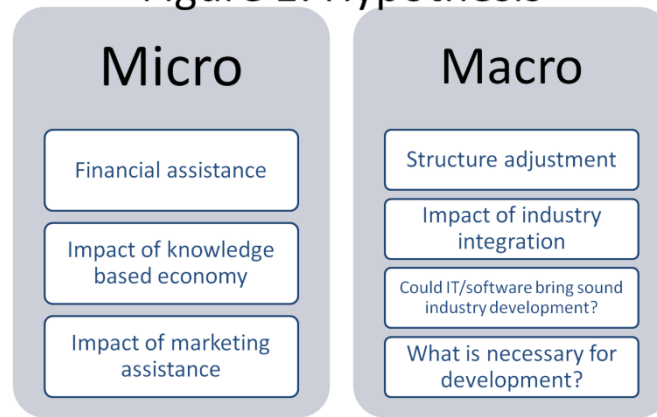 Micro
Financial assistance
Impact of knowledge
based economy
Impact of marketing
assistance
Macro
Structure adjustment
Impact of industry
integration
Could IT/software bring sound
industry development?
What is necessary for
development?